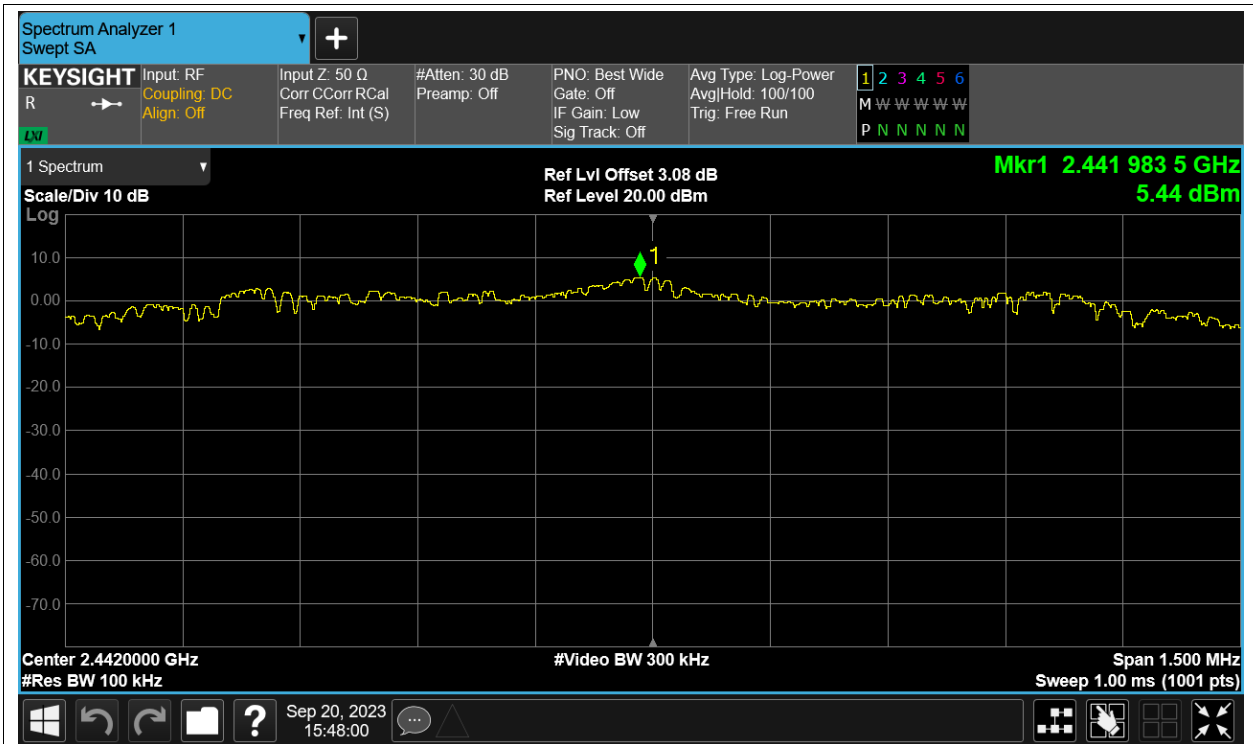 Spectrum Analyzer 1
Swept SA
KEYSIGHT
R
LXI
Input: RF
Coupling: DC
Align: Off
Input Z: 50 Ω
Corr CCorr RCal
Freq Ref: Int (S)
#Atten: 30 dB
Preamp: Off
PNO: Best Wide
Gate: Off
IF Gain: Low
Sig Track: Off
Avg Type: Log-Power
Avg|Hold: 100/100
Trig: Free Run
1 2 3 4 5 6
M W W W W W
P N N N N N
1 Spectrum
Scale/Div 10 dB
Log
Ref Lvl Offset 3.08 dB
Ref Level 20.00 dBm
Mkr1 2.441 983 5 GHz
5.44 dBm
1
10.0
0.00
-10.0
-20.0
-30.0
-40.0
-50.0
-60.0
-70.0
Center 2.4420000 GHz
#Res BW 100 kHz
#Video BW 300 kHz
Span 1.500 MHz
Sweep 1.00 ms (1001 pts)
?
Sep 20, 2023
15:48:00